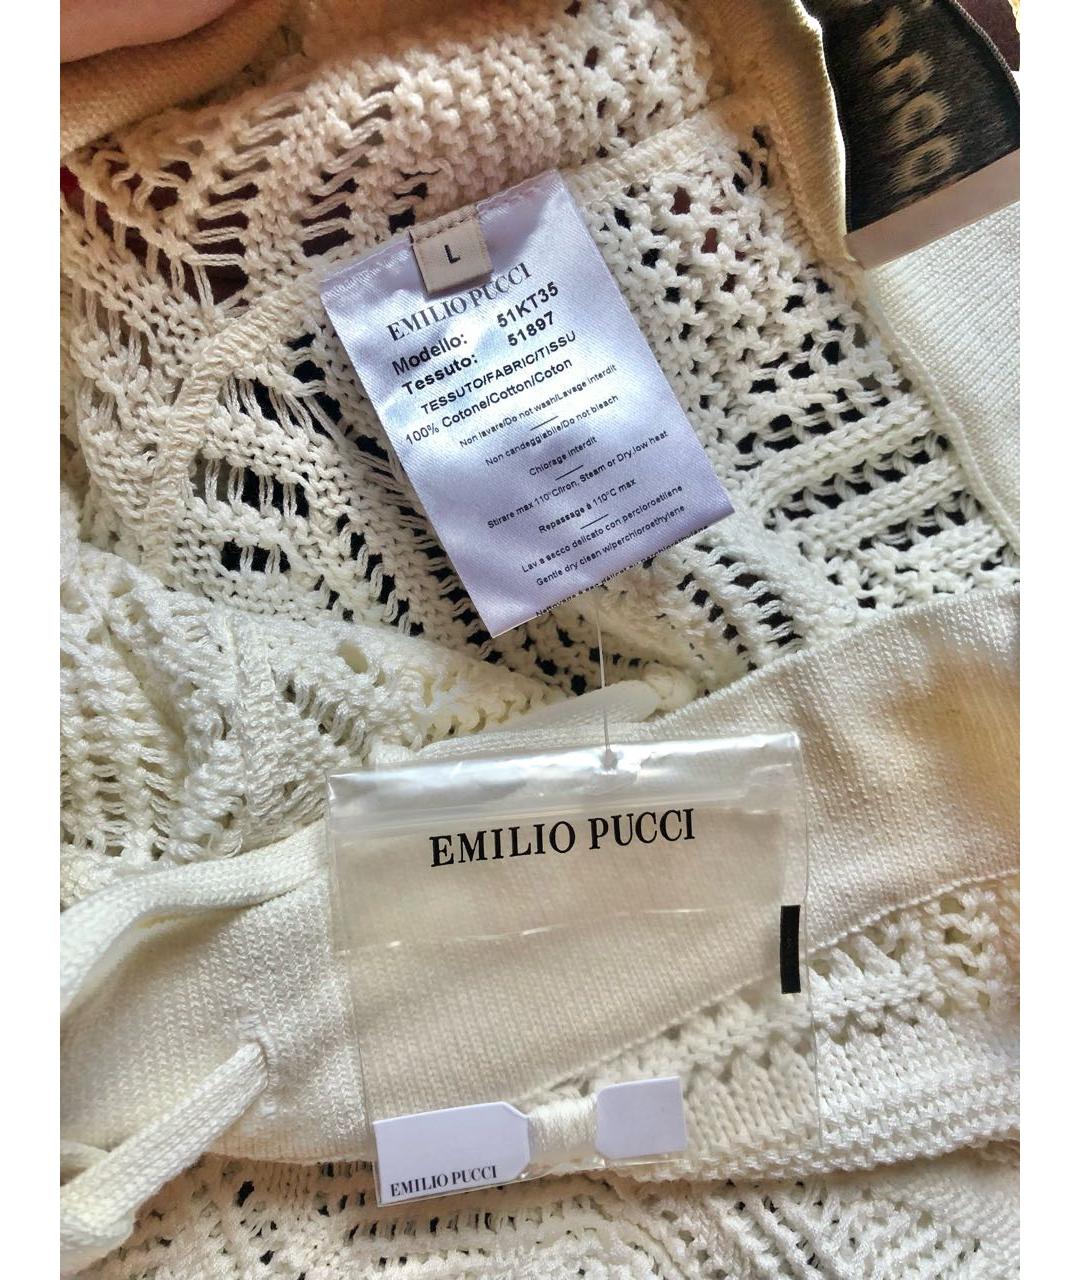 L
EMILIO PUCCI
Modello: 51KT35
Tessuto: 51897
TESSUTO/FABRIC/TISSU
100% Cotone/Cotton/Coton
Non lavare/Do not wash/Lavage interdit
Non candeggiabile/Do not bleach
Chlorage interdit
Stirare max 110°C/Iron, Steam or Dry, low heat
Repassage à 110°C max
Lav a secco delicato con percloroetilene
Gentle dry clean w/perchloroethylene
EMILIO PUCCI
EMILIO PUCCI